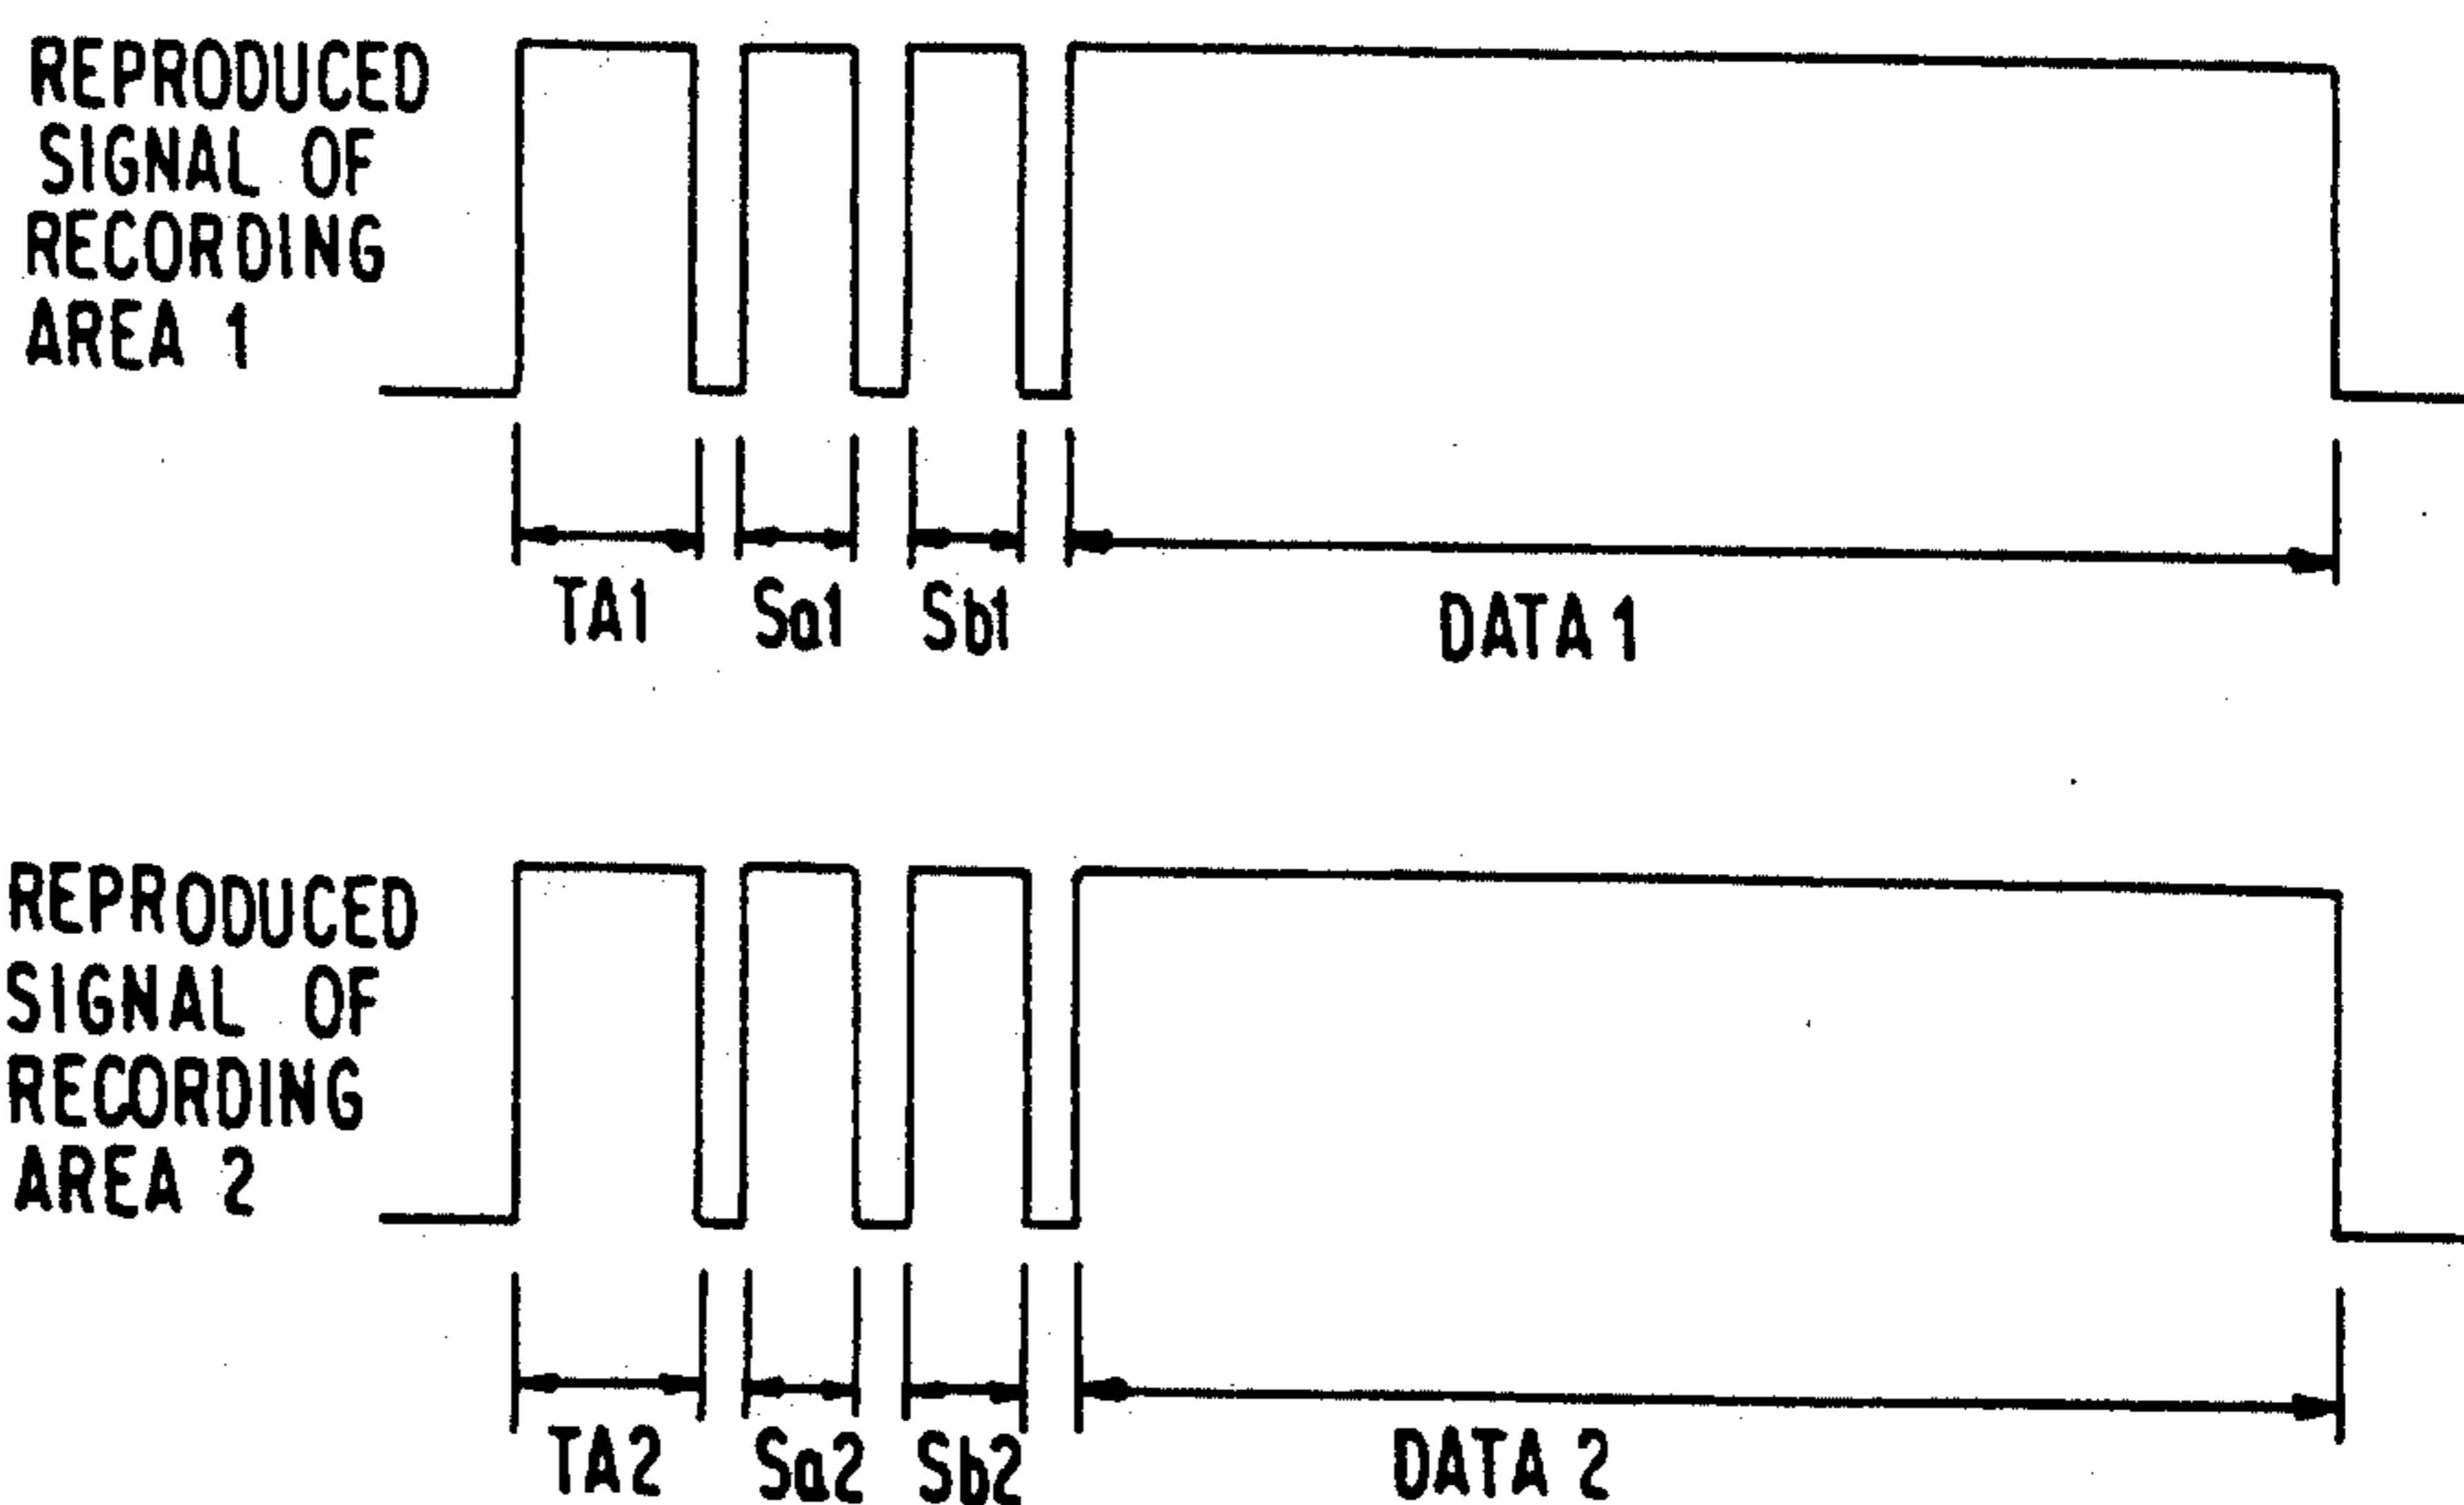 REPRODUCED
SIGNAL OF
RECORDING
AREA 1
TA1 Sa1 Sb1 DATA 1
REPRODUCED
SIGNAL OF
RECORDING
AREA 2
TA2 Sa2 Sb2 DATA 2